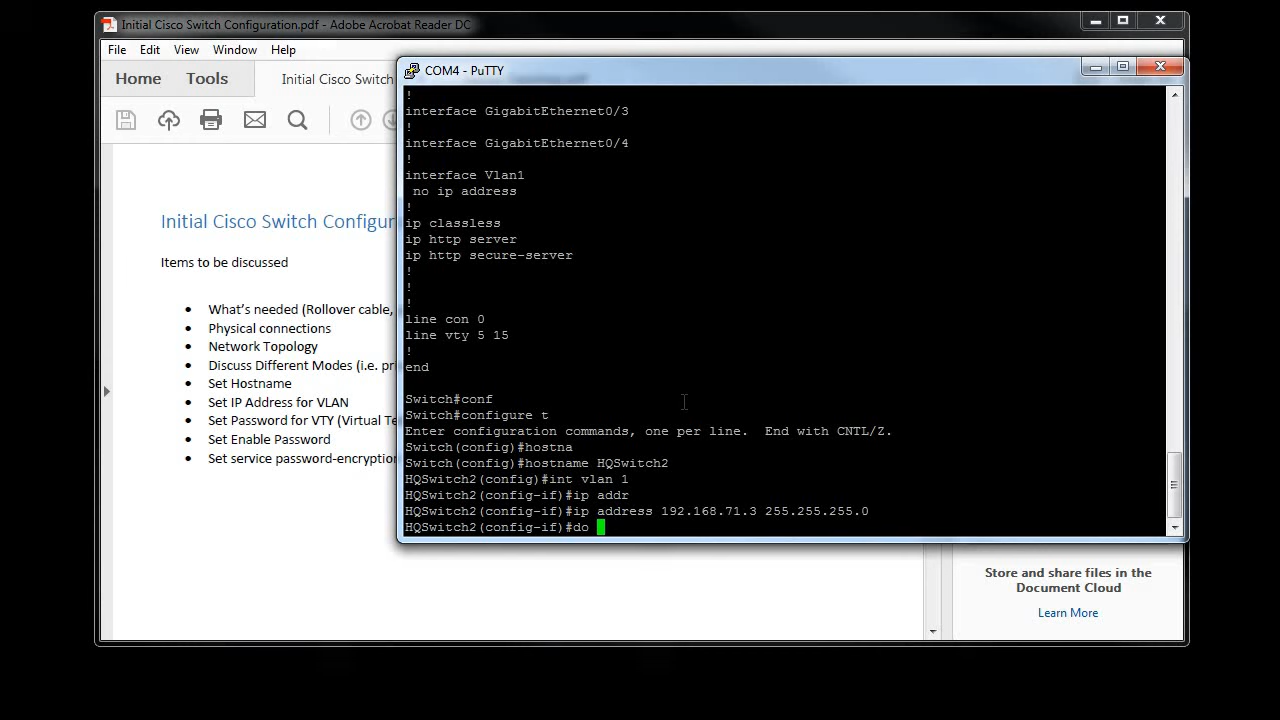 Initial Cisco Switch Configuration.pdf - Adobe Acrobat Reader DC
File Edit View Window Help
Home Tools Initial Cisco Switch
Initial Cisco Switch Configur
Items to be discussed
• What's needed (Rollover cable,
• Physical connections
• Network Topology
• Discuss Different Modes (i.e. pri
• Set Hostname
• Set IP Address for VLAN
• Set Password for VTY (Virtual Te
• Set Enable Password
• Set service password-encryption
COM4 - PuTTY
!
interface GigabitEthernet0/3
!
interface GigabitEthernet0/4
!
interface Vlan1
no ip address
!
ip classless
ip http server
ip http secure-server
!
!
!
line con 0
line vty 5 15
!
end
Switch#conf
Switch#configure t
Enter configuration commands, one per line. End with CNTL/Z.
Switch(config)#hostna
Switch(config)#hostname HQSwitch2
HQSwitch2(config)#int vlan 1
HQSwitch2(config-if)#ip addr
HQSwitch2(config-if)#ip address 192.168.71.3 255.255.255.0
HQSwitch2(config-if)#do
Store and share files in the
Document Cloud
Learn More